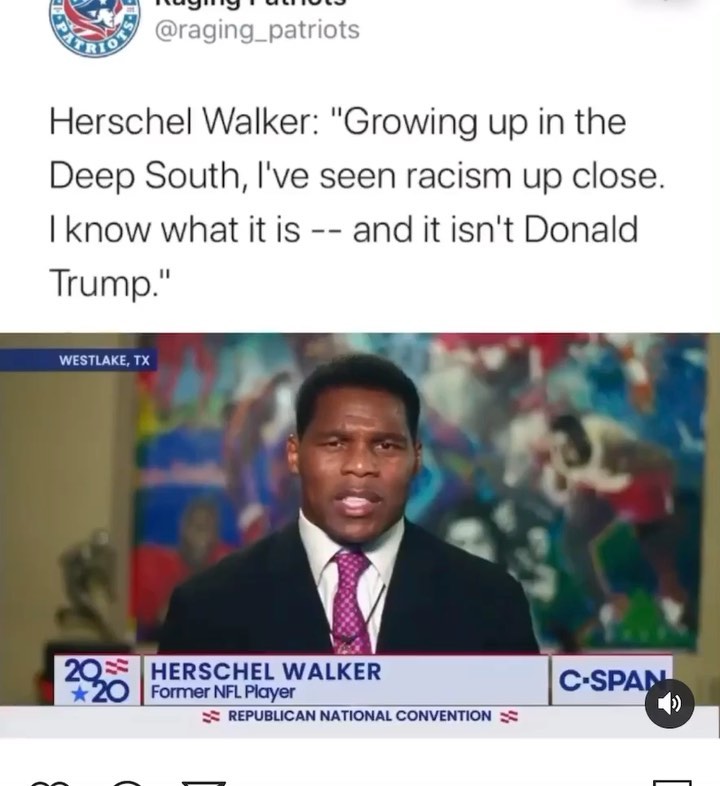 @raging_patriots
PATRIOTS
Herschel Walker: "Growing up in the
Deep South, I've seen racism up close.
I know what it is -- and it isn't Donald
Trump."
WESTLAKE, TX
2020
HERSCHEL WALKER
Former NFL Player
C-SPAN
REPUBLICAN NATIONAL CONVENTION